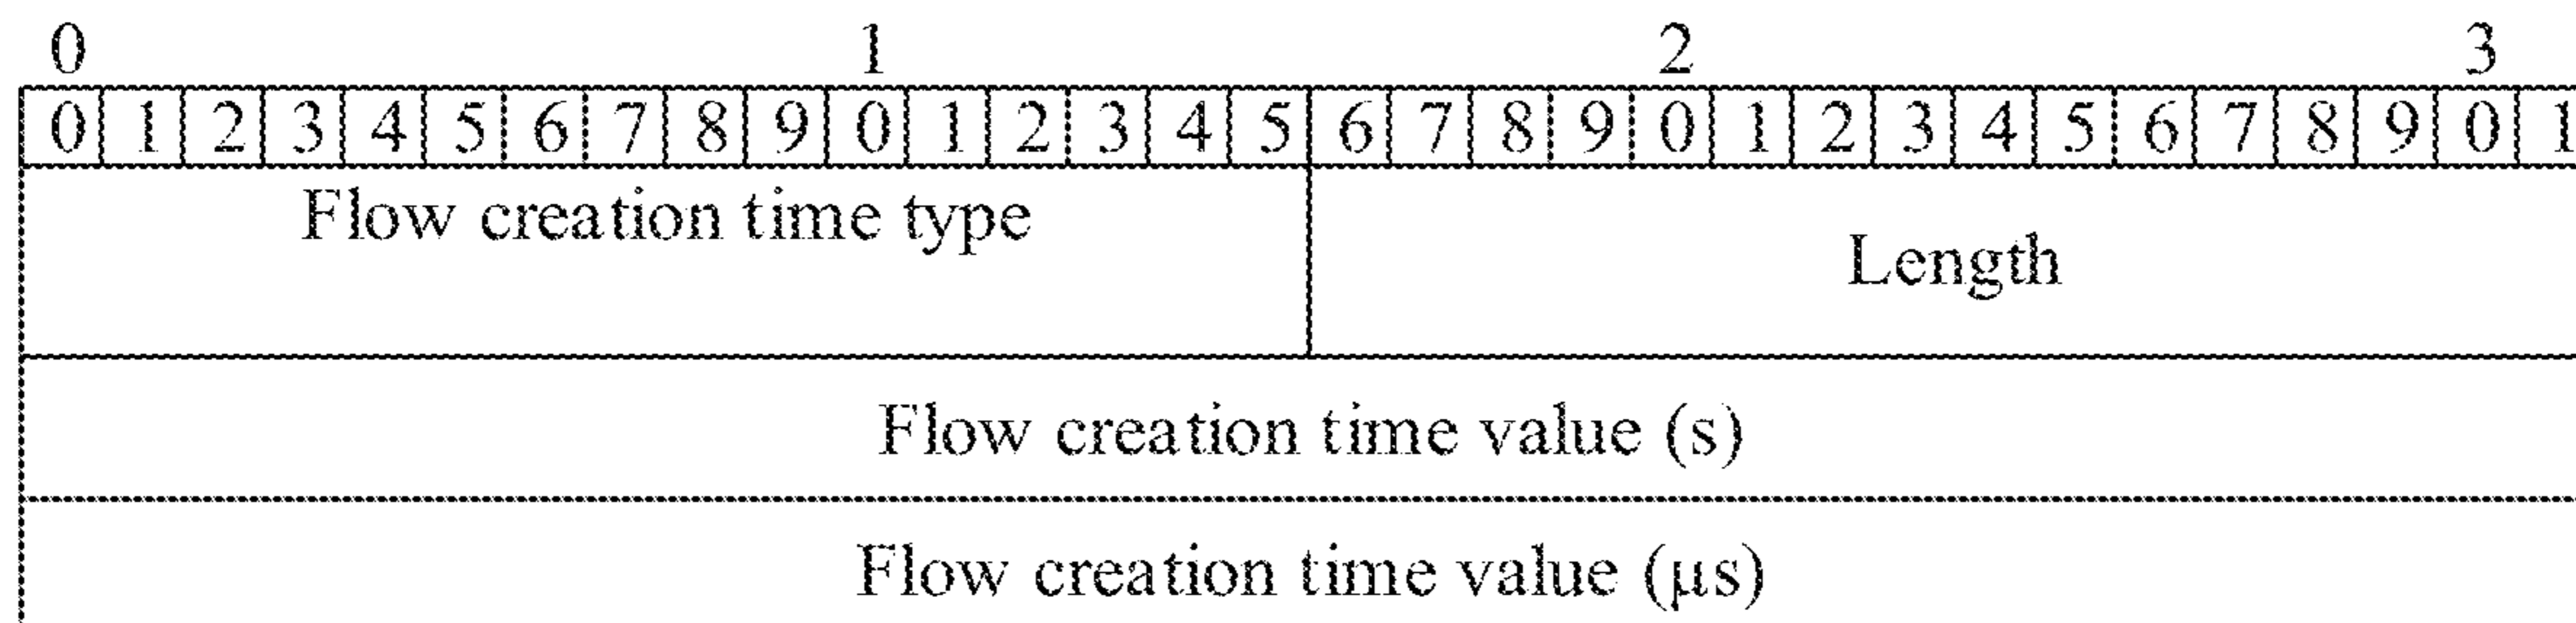 0 1 2 3
0 1 2 3 4 5 6 7 8 9 0 1 2 3 4 5 6 7 8 9 0 1 2 3 4 5 6 7 8 9 0 1
Flow creation time type
Length
Flow creation time value (s)
Flow creation time value (μs)